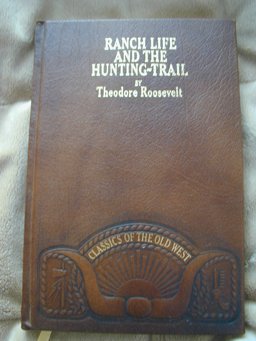 RANCH LIFE
AND THE
HUNTING-TRAIL
BY
Theodore Roosevelt
CLASSICS OF THE OLD WEST